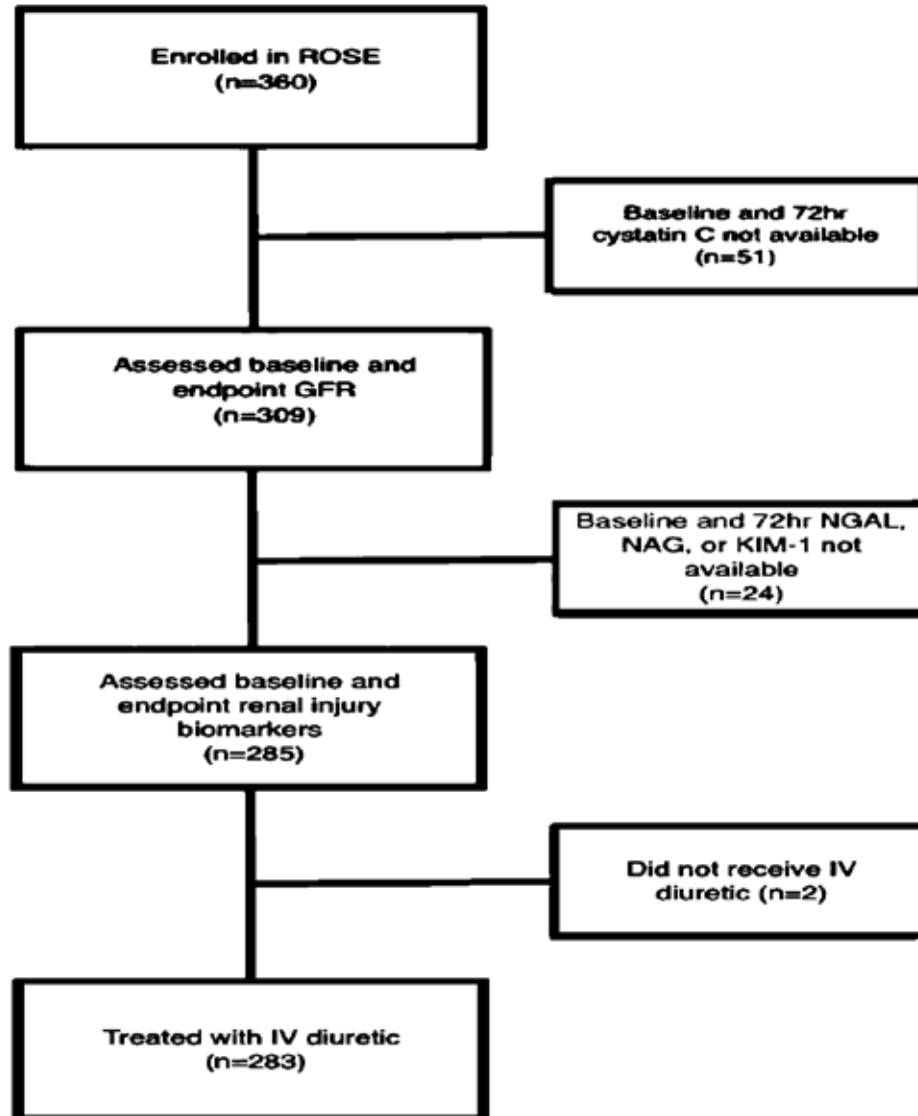 Enrolled in ROSE
(n=360)
Baseline and 72hr
cystatin C not available
(n=51)
Assessed baseline and
endpoint GFR
(n=309)
Baseline and 72hr NGAL,
NAG, or KIM-1 not
available
(n=24)
Assessed baseline and
endpoint renal injury
biomarkers
(n=285)
Did not receive IV
diuretic (n=2)
Treated with IV diuretic
(n=283)